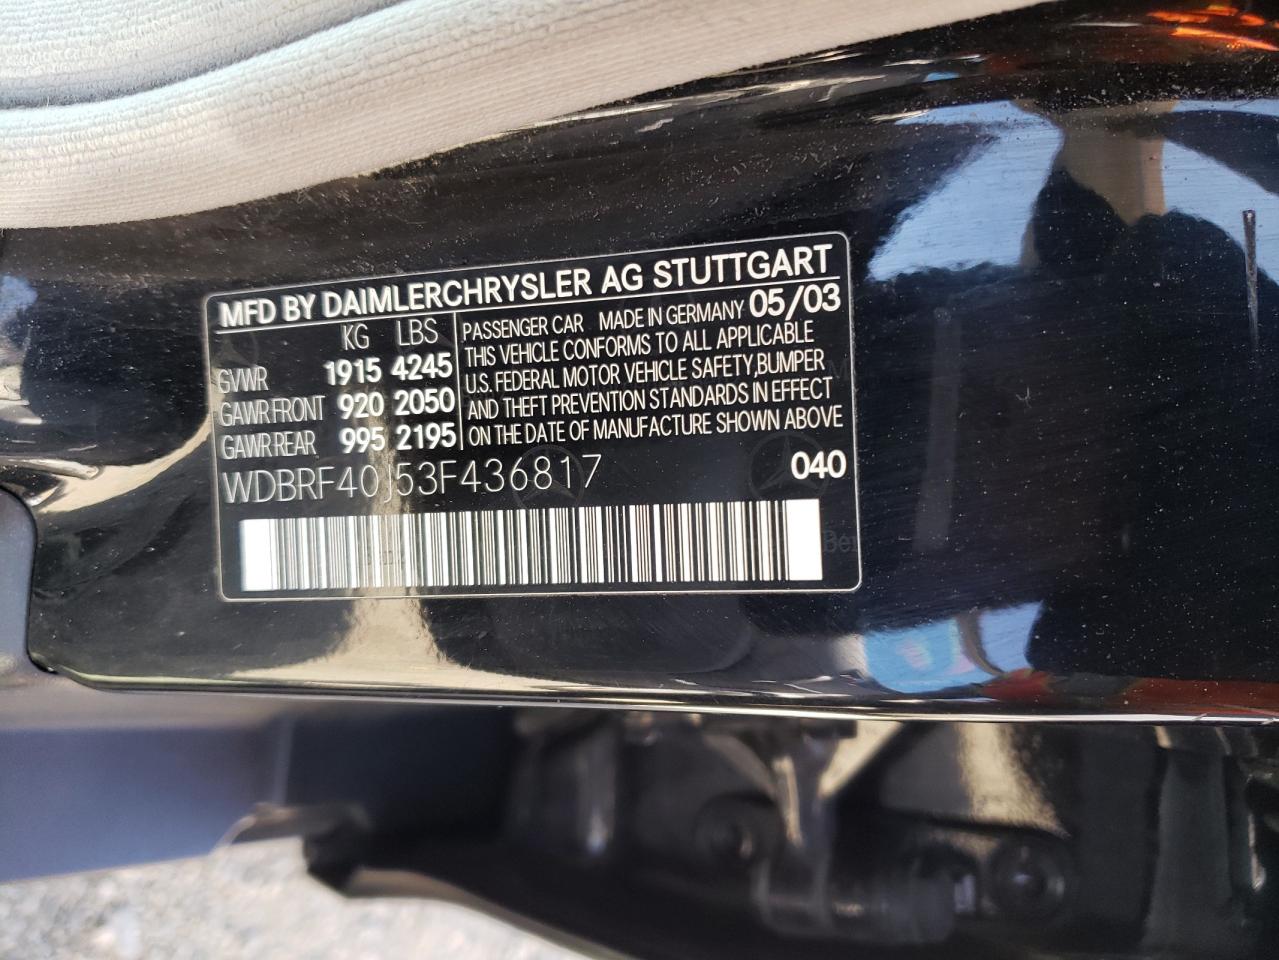 MFD BY DAIMLERCHRYSLER AG STUTTGART
KG LBS
GVWR 1915 4245
GAWR FRONT 920 2050
GAWR REAR 995 2195
PASSENGER CAR MADE IN GERMANY 05/03
THIS VEHICLE CONFORMS TO ALL APPLICABLE
U.S. FEDERAL MOTOR VEHICLE SAFETY, BUMPER
AND THEFT PREVENTION STANDARDS IN EFFECT
ON THE DATE OF MANUFACTURE SHOWN ABOVE
WDBRF40J53F436817
040